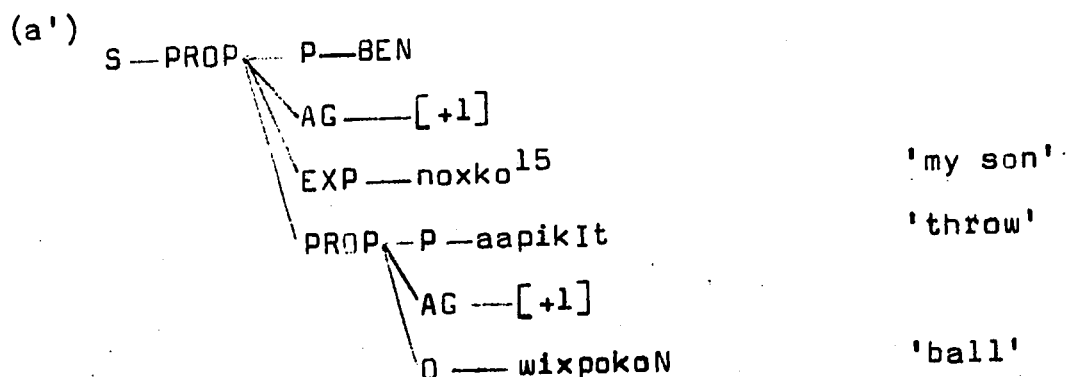 (a')
S — PROP P — BEN
AG — [+1]
EXP — noxko15 'my son'
PROP — P — aapikIt 'throw'
AG — [+1]
O — wixpokoN 'ball'